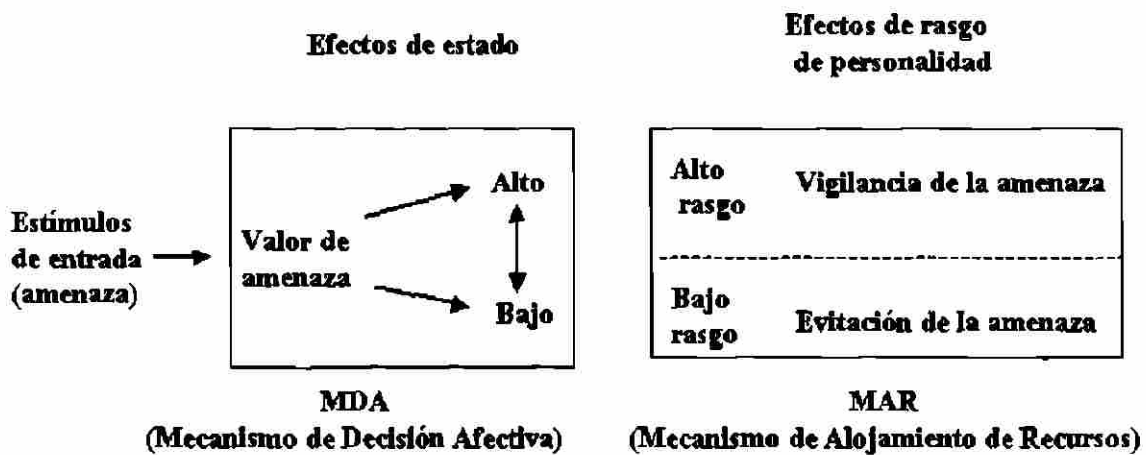 Efectos de estado
Efectos de rasgo
de personalidad
Estímulos
de entrada
(amenaza)
Valor de
amenaza
Alto
Bajo
Alto
rasgo
Vigilancia de la amenaza
Bajo
rasgo
Evitación de la amenaza
MDA
(Mecanismo de Decisión Afectiva)
MAR
(Mecanismo de Alojamiento de Recursos)